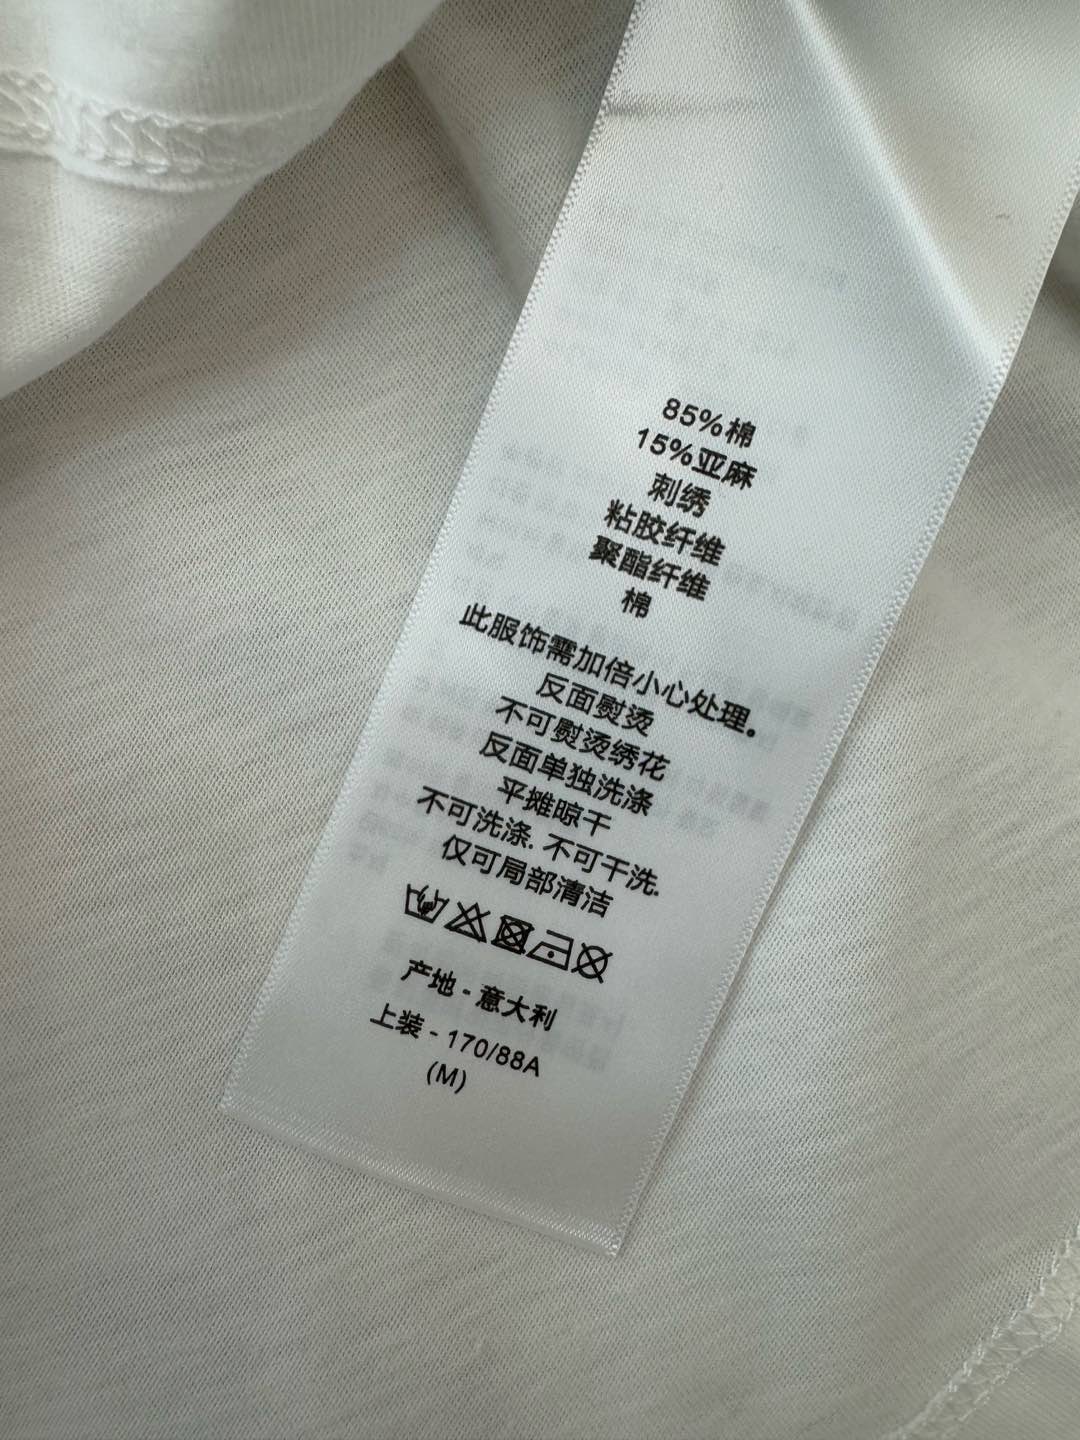 85%棉
15%亚麻
刺绣
粘胶纤维
聚酯纤维
棉
此服饰需加倍小心处理。
反面熨烫
不可熨烫绣花
反面单独洗涤
平摊晾干
不可洗涤. 不可干洗.
仅可局部清洁
产地 - 意大利
上装 - 170/88A
(M)